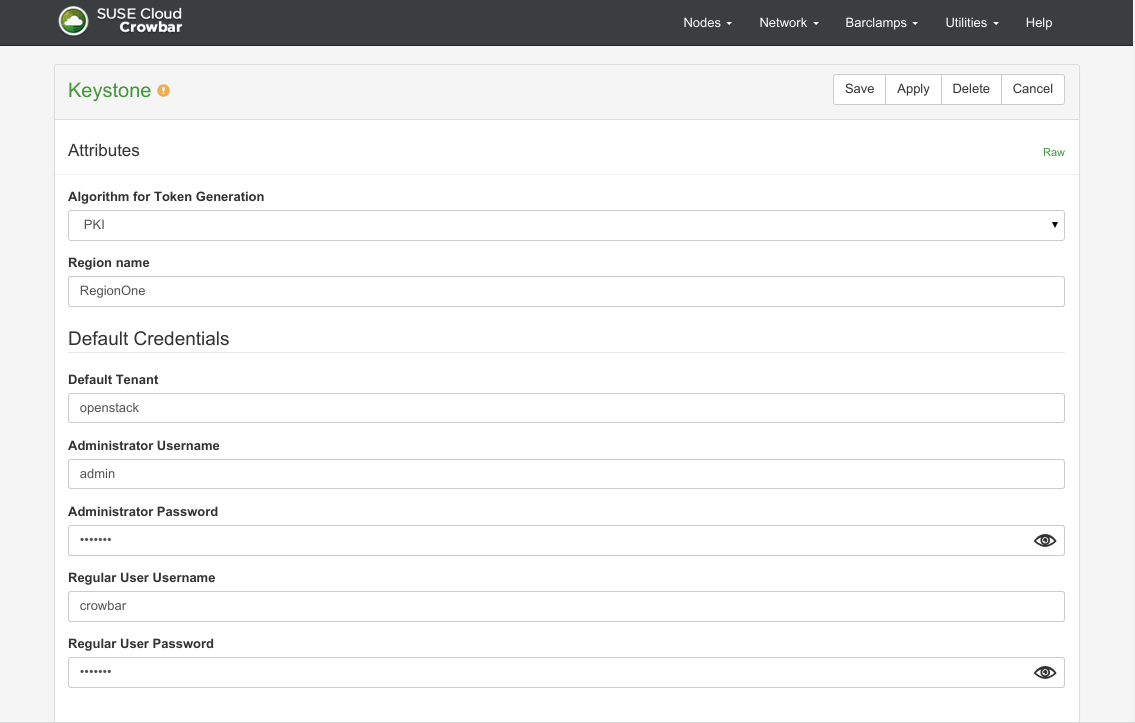 SUSE Cloud
Crowbar
Nodes Network Barclamps Utilities Help
Keystone
Save Apply Delete Cancel
Attributes
Raw
Algorithm for Token Generation
PKI
Region name
RegionOne
Default Credentials
Default Tenant
openstack
Administrator Username
admin
Administrator Password
•••••••
Regular User Username
crowbar
Regular User Password
•••••••